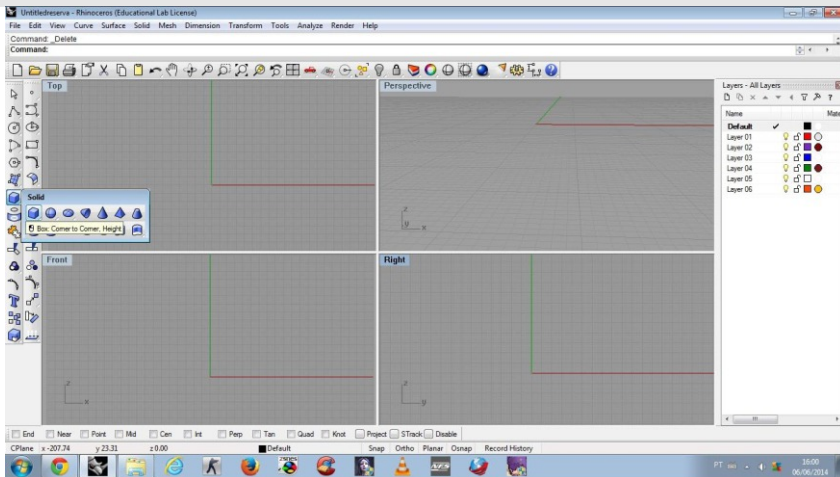 Untitledreserva - Rhinoceros (Educational Lab License)
File Edit View Curve Surface Solid Mesh Dimension Transform Tools Analyze Render Help
Command: _Delete
Command:
Top
Perspective
Layers - All Layers
Name Mate
Default
Layer 01
Layer 02
Layer 03
Layer 04
Layer 05
Layer 06
Solid
Box: Corner to Corner, Height
z
y x
Front
Right
z
x
z
y
End Near Point Mid Cen Int Perp Tan Quad Knot Project STrack Disable
CPlane x -207.74 y 23.31 z 0.00 Default Snap Ortho Planar Osnap Record History
PT 16:00
06/06/2014